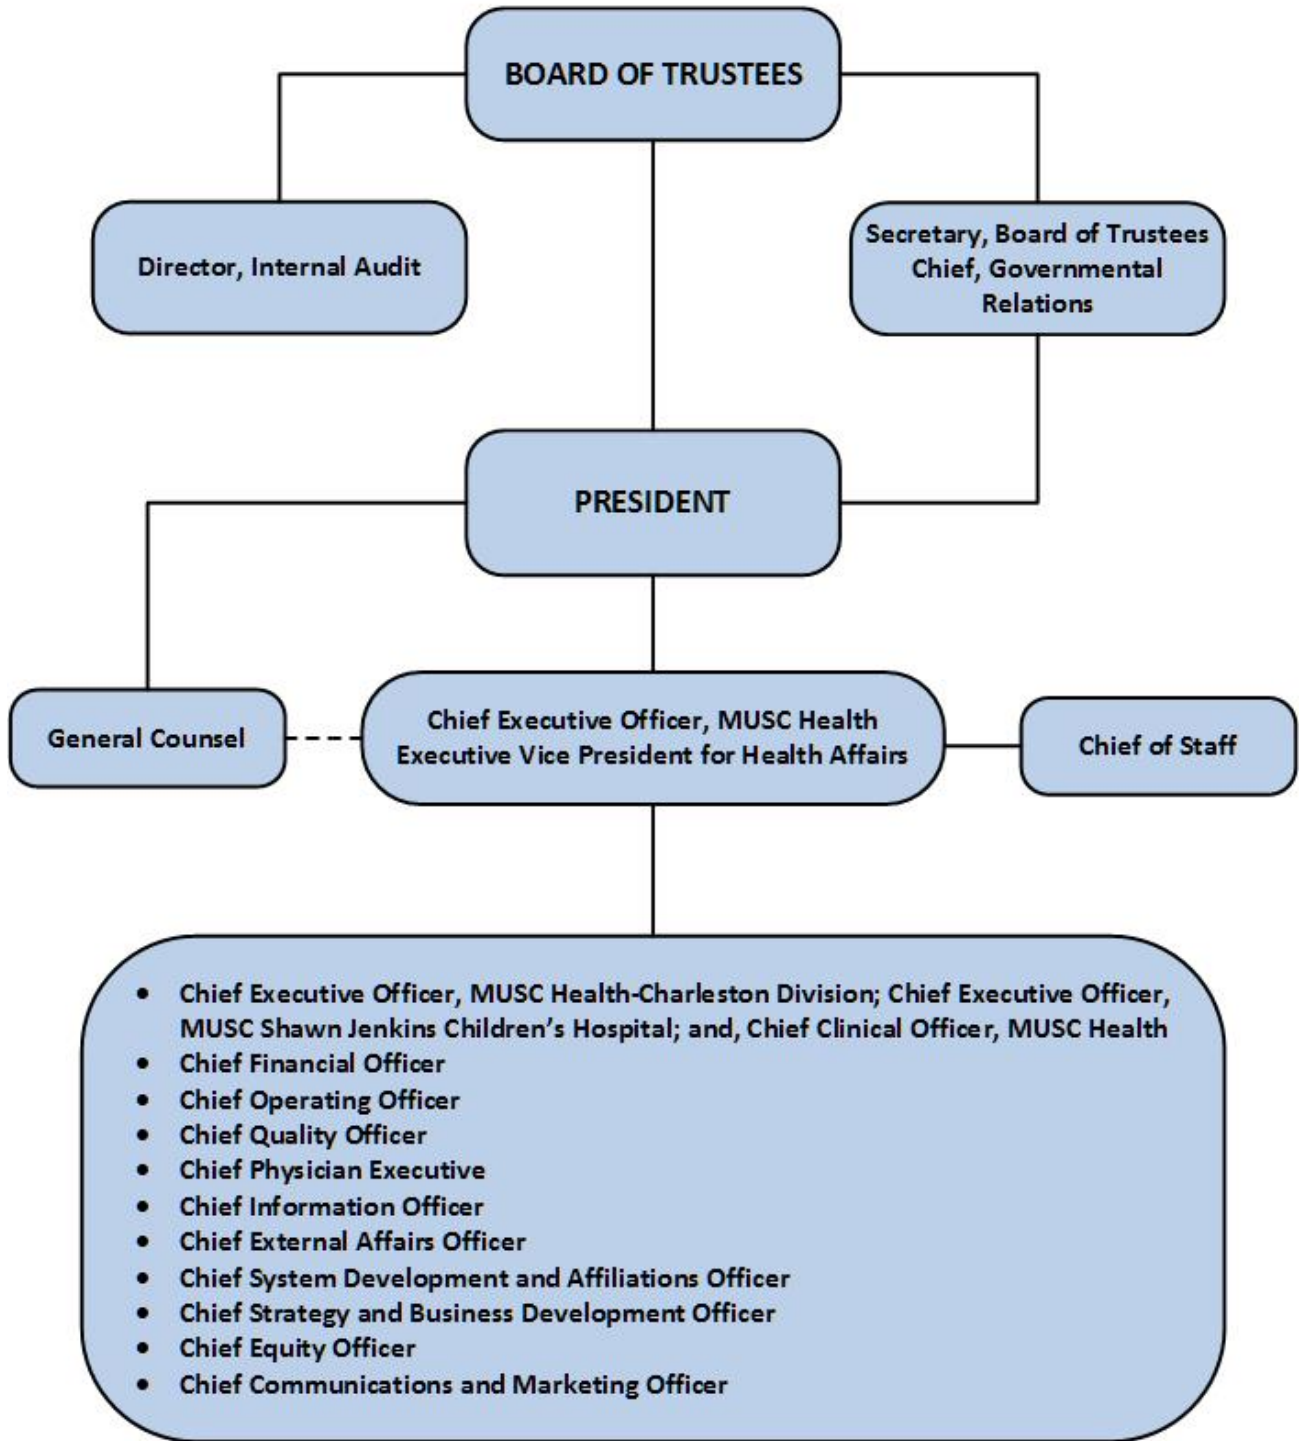 BOARD OF TRUSTEES
Director, Internal Audit
Secretary, Board of Trustees
Chief, Governmental
Relations
PRESIDENT
General Counsel
Chief Executive Officer, MUSC Health
Executive Vice President for Health Affairs
Chief of Staff
• Chief Executive Officer, MUSC Health-Charleston Division; Chief Executive Officer,
MUSC Shawn Jenkins Children’s Hospital; and, Chief Clinical Officer, MUSC Health
• Chief Financial Officer
• Chief Operating Officer
• Chief Quality Officer
• Chief Physician Executive
• Chief Information Officer
• Chief External Affairs Officer
• Chief System Development and Affiliations Officer
• Chief Strategy and Business Development Officer
• Chief Equity Officer
• Chief Communications and Marketing Officer